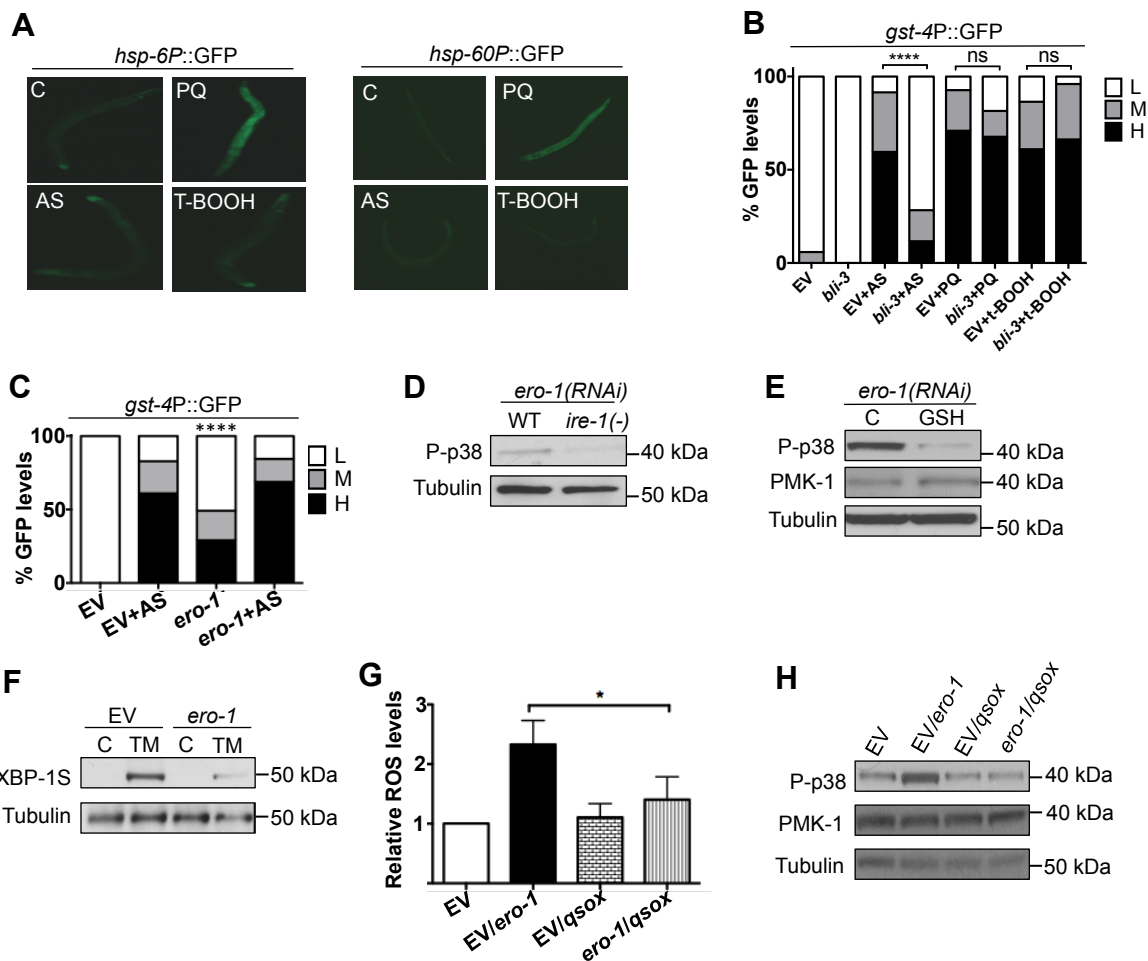 A
hsp-6P::GFP
C
PQ
AS
T-BOOH
hsp-60P::GFP
C
PQ
AS
T-BOOH
B
gst-4P::GFP
****
ns
ns
L
M
H
% GFP levels
100
50
0
EV
bli-3
EV+AS
bli-3+AS
EV+PQ
bli-3+PQ
EV+t-BOOH
bli-3+t-BOOH
C
gst-4P::GFP
****
L
M
H
% GFP levels
100
50
0
EV
EV+AS
ero-1
ero-1+AS
D
ero-1(RNAi)
WT ire-1(-)
P-p38
40 kDa
Tubulin
50 kDa
E
ero-1(RNAi)
C GSH
P-p38
40 kDa
PMK-1
40 kDa
Tubulin
50 kDa
F
EV ero-1
C TM C TM
XBP-1S
50 kDa
Tubulin
50 kDa
G
*
Relative ROS levels
3
2
1
EV
EV/ero-1
EV/qsox
ero-1/qsox
H
EV
EV/ero-1
EV/qsox
ero-1/qsox
P-p38
40 kDa
PMK-1
40 kDa
Tubulin
50 kDa